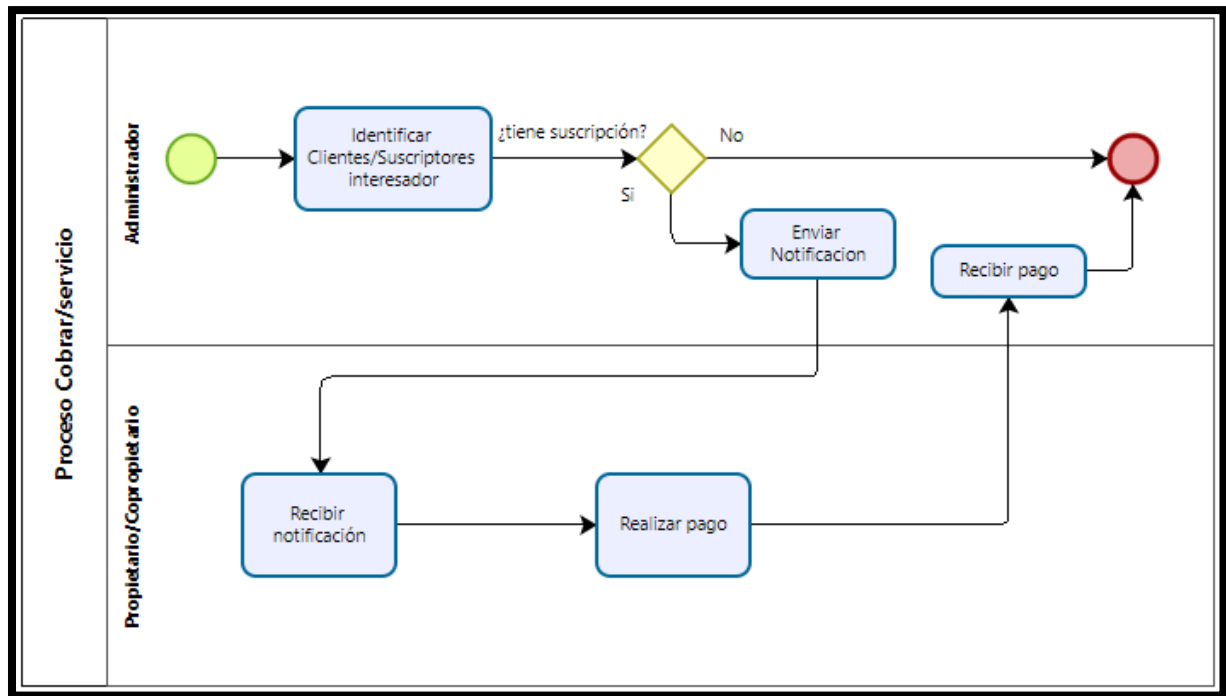 Proceso Cobrar/servicio
Administrador
Identificar
Clientes/Suscriptores
interesador
¿tiene suscripción?
No
Si
Enviar
Notificacion
Recibir pago
Propietario/Copropietario
Recibir
notificación
Realizar pago